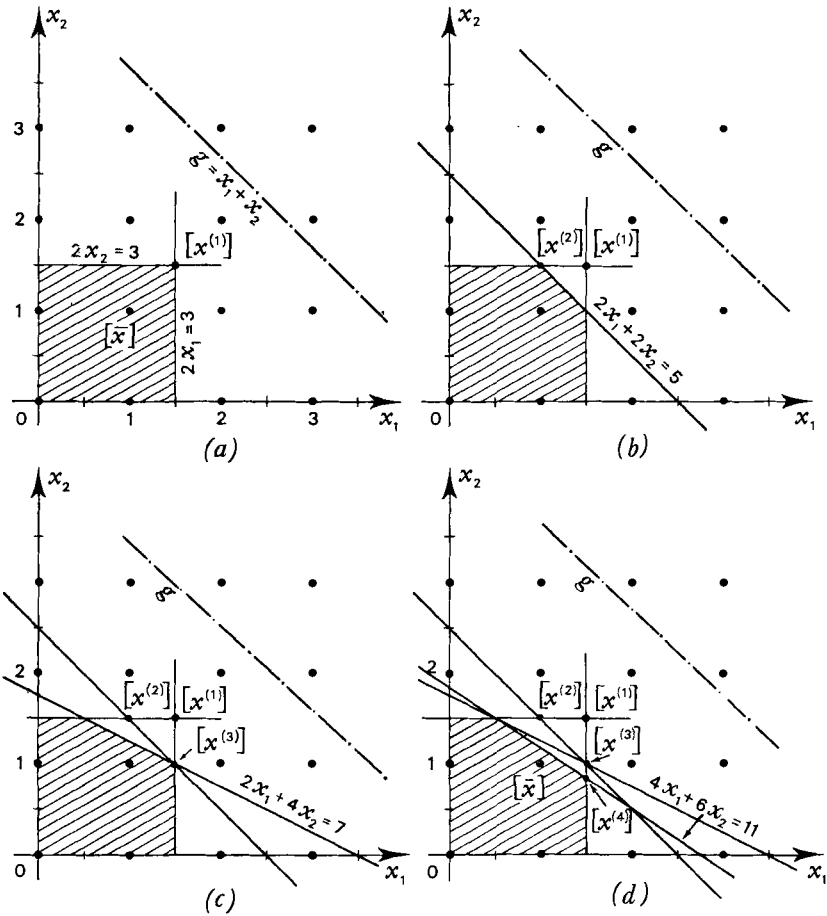 x₂
3
2
1
0
1
2
3
x₁
g = x₁ + x₂
2x₂ = 3
[x⁽¹⁾]
2x₁ = 3
[x̄]
(a)
x₂
g
[x⁽²⁾] [x⁽¹⁾]
2x₁ + 2x₂ = 5
0
x₁
(b)
x₂
g
2
[x⁽²⁾] [x⁽¹⁾]
[x⁽³⁾]
1
2x₁ + 4x₂ = 7
0
x₁
(c)
x₂
g
2
[x⁽²⁾] [x⁽¹⁾]
[x⁽³⁾]
1
[x̄]
4x₁ + 6x₂ = 11
[x⁽⁴⁾]
0
x₁
(d)